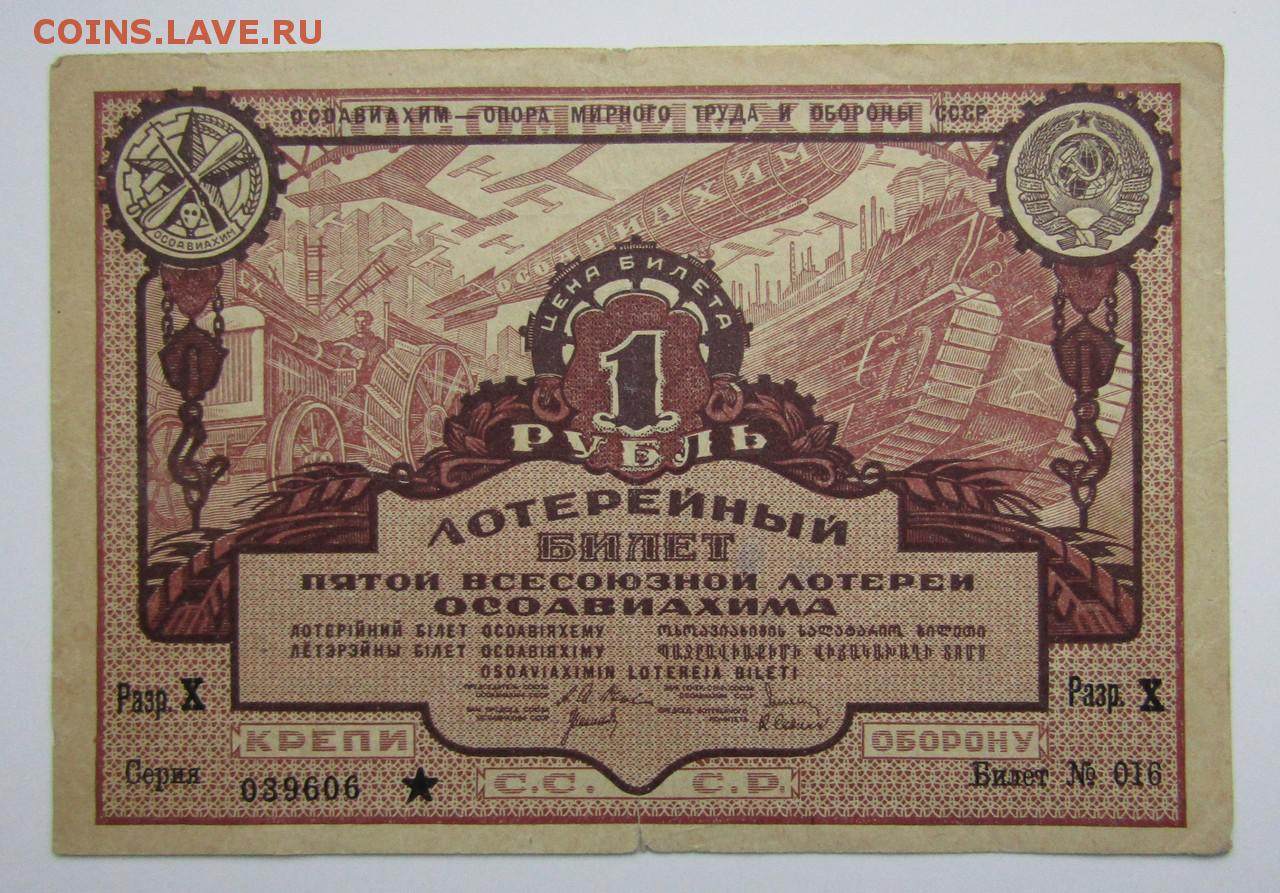 COINS.LAVE.RU
ОСОАВИАХИМ — ОПОРА МИРНОГО ТРУДА И ОБОРОНЫ СССР
ОСОАВИАХИМ
ОСОАВИАХИМ
ЦЕНА БИЛЕТА
1
РУБЛЬ
ЛОТЕРЕЙНЫЙ
БИЛЕТ
ПЯТОЙ ВСЕСОЮЗНОЙ ЛОТЕРЕИ
ОСОАВИАХИМА
ЛОТЕРІЙНИЙ БІЛЕТ ОСОАВІЯХЕМУ
ЛЕТЭРЭЙНЫ БІЛЕТ ОСОАВІЯХІМУ
OSOAVIAXIMIN LOTEREJA BILETI
Разр. X
Разр. X
КРЕПИ ОБОРОНУ
С.С. С.Р.
Серия 039606 ★
Билет № 016